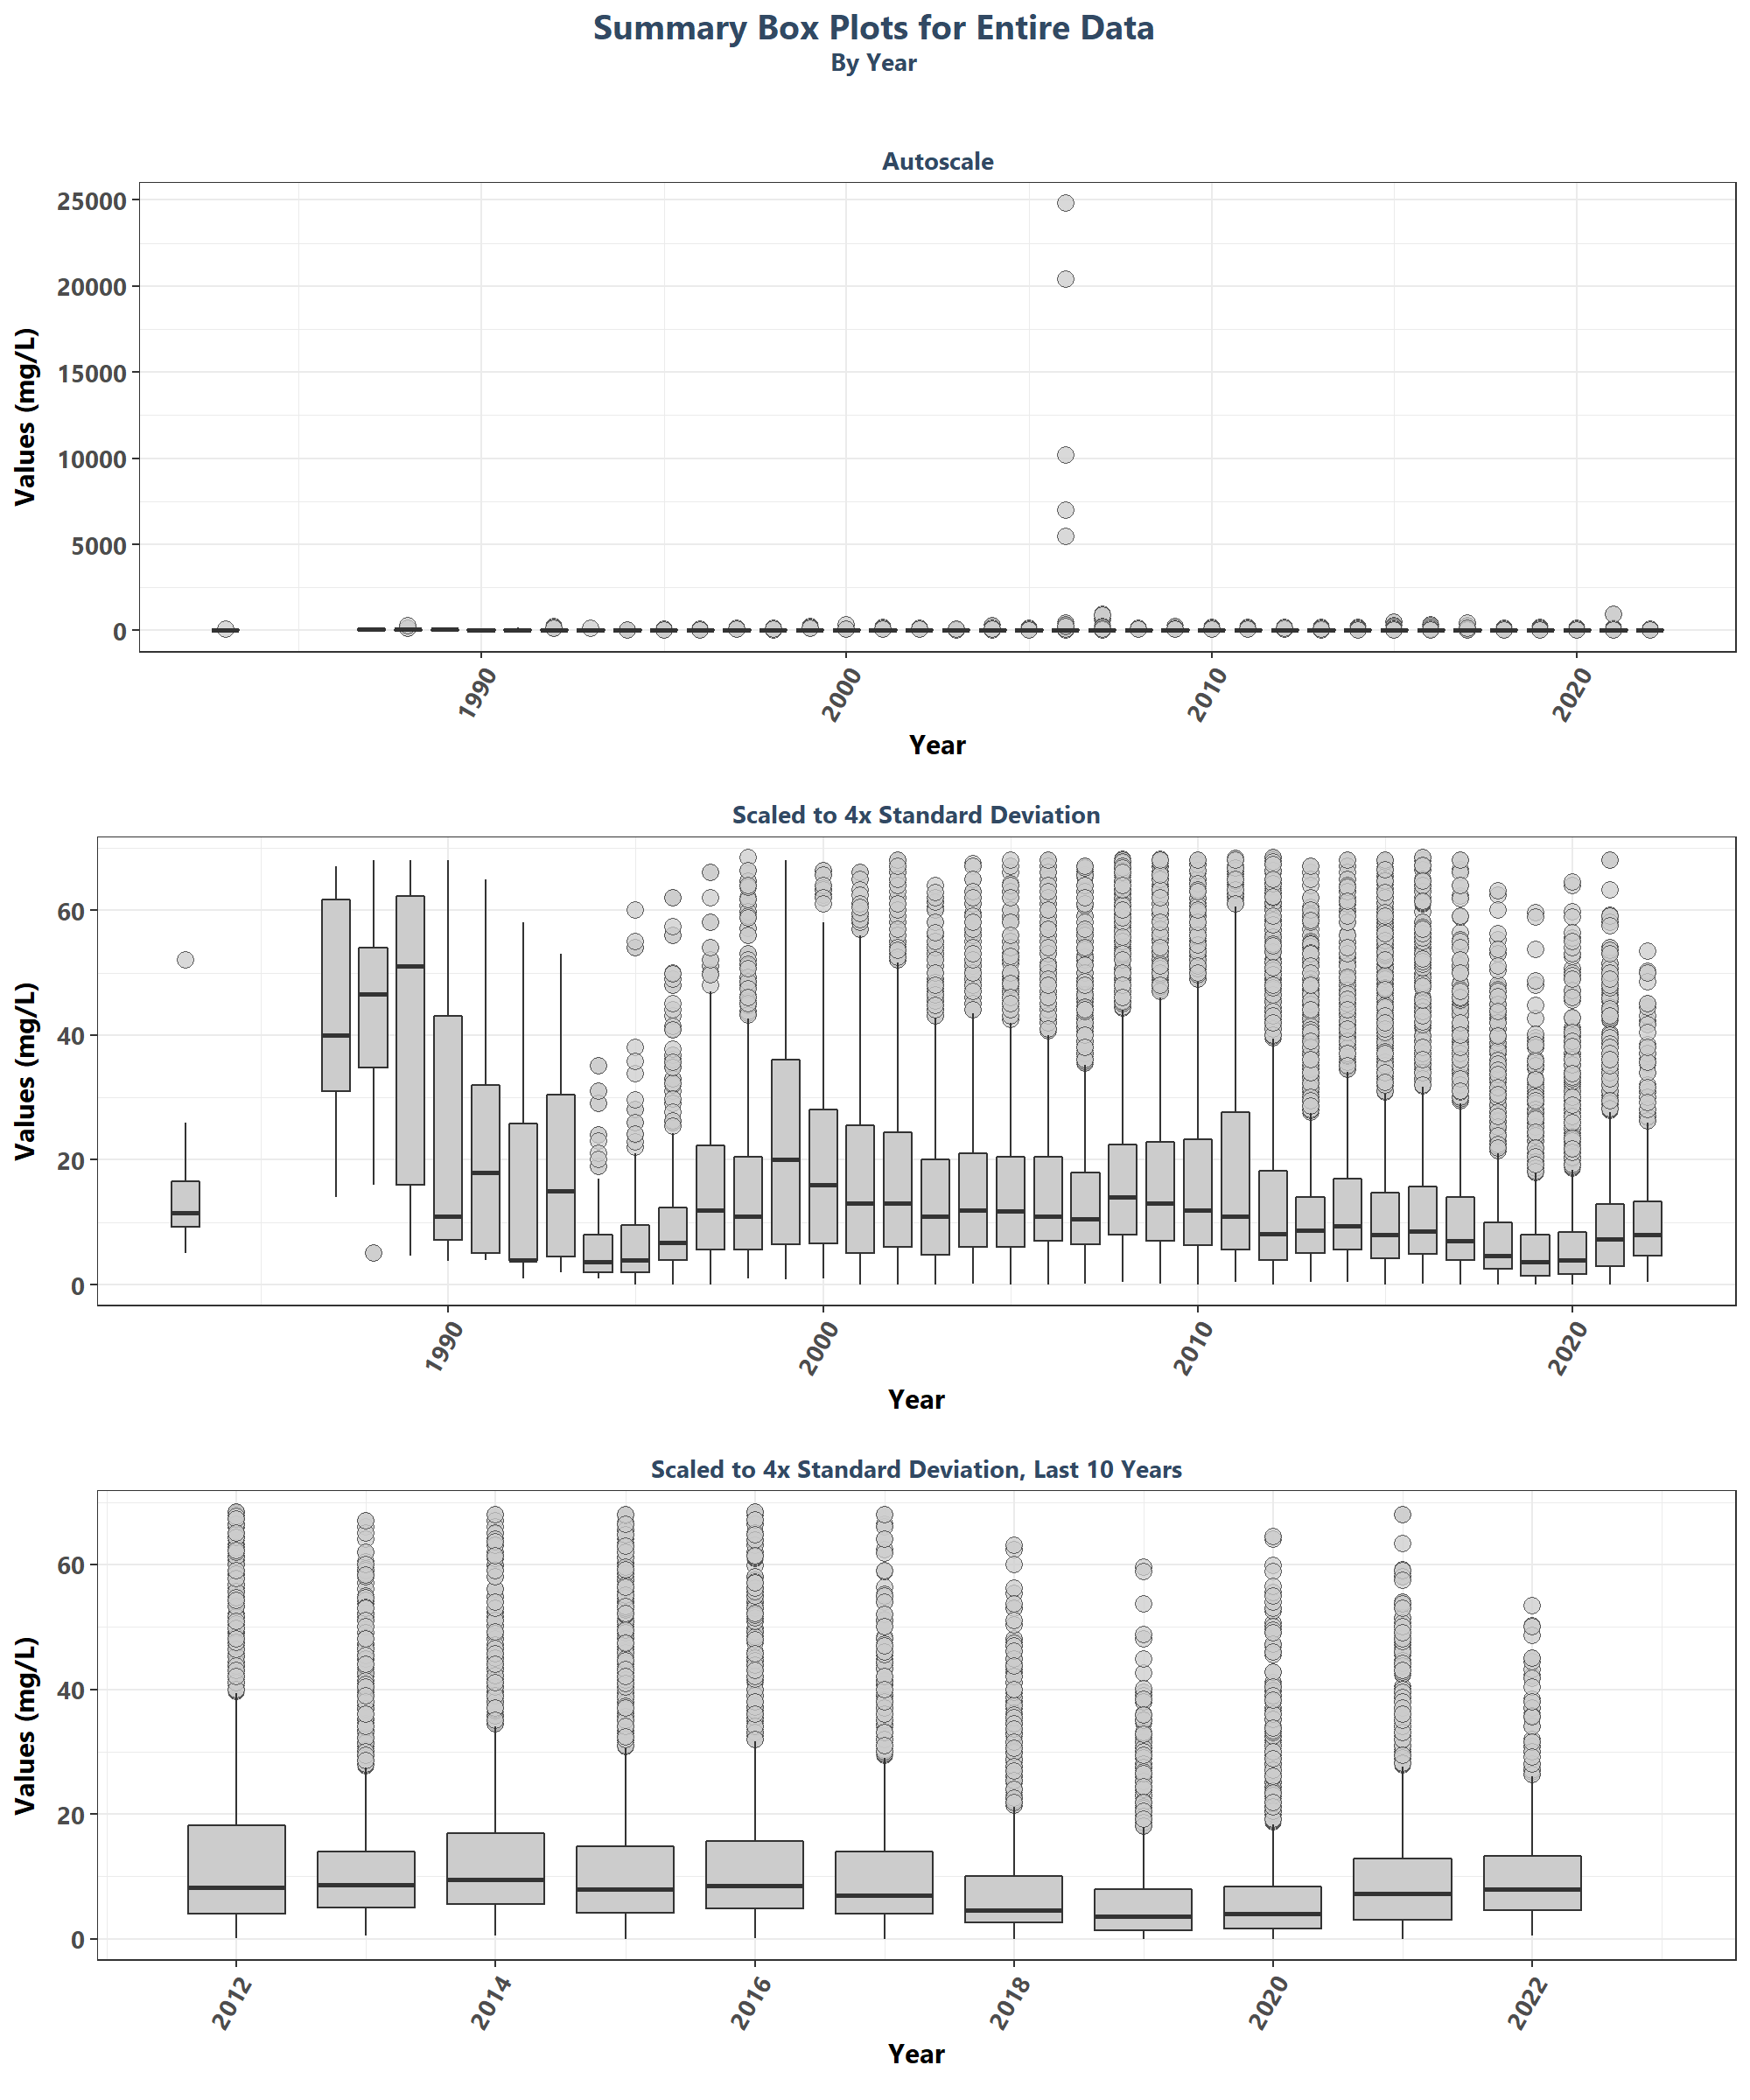 Summary Box Plots for Entire Data
By Year
Autoscale
Values (mg/L)
25000
20000
15000
10000
5000
0
1990
2000
2010
2020
Year
Scaled to 4x Standard Deviation
Values (mg/L)
60
40
20
0
1990
2000
2010
2020
Year
Scaled to 4x Standard Deviation, Last 10 Years
Values (mg/L)
60
40
20
0
2012
2014
2016
2018
2020
2022
Year